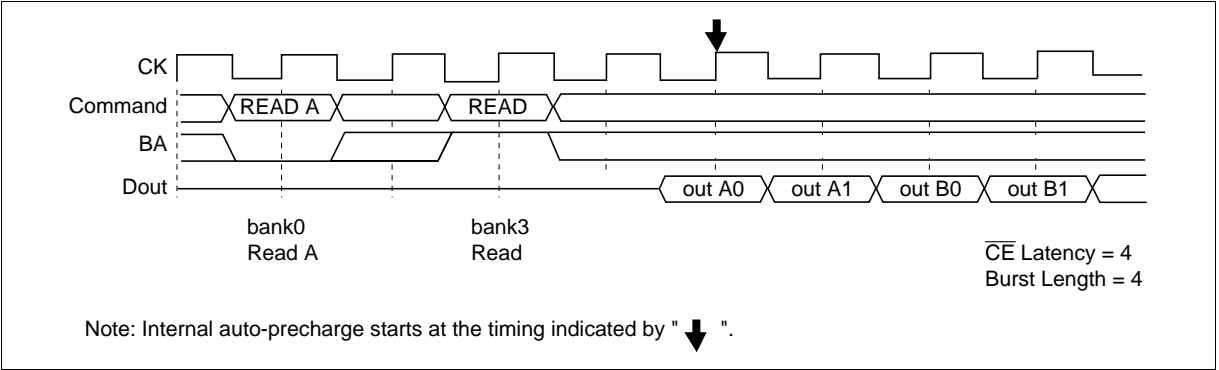 CK
Command READ A READ
BA
Dout out A0 out A1 out B0 out B1
bank0 bank3
Read A Read
CE Latency = 4
Burst Length = 4
Note: Internal auto-precharge starts at the timing indicated by " ".